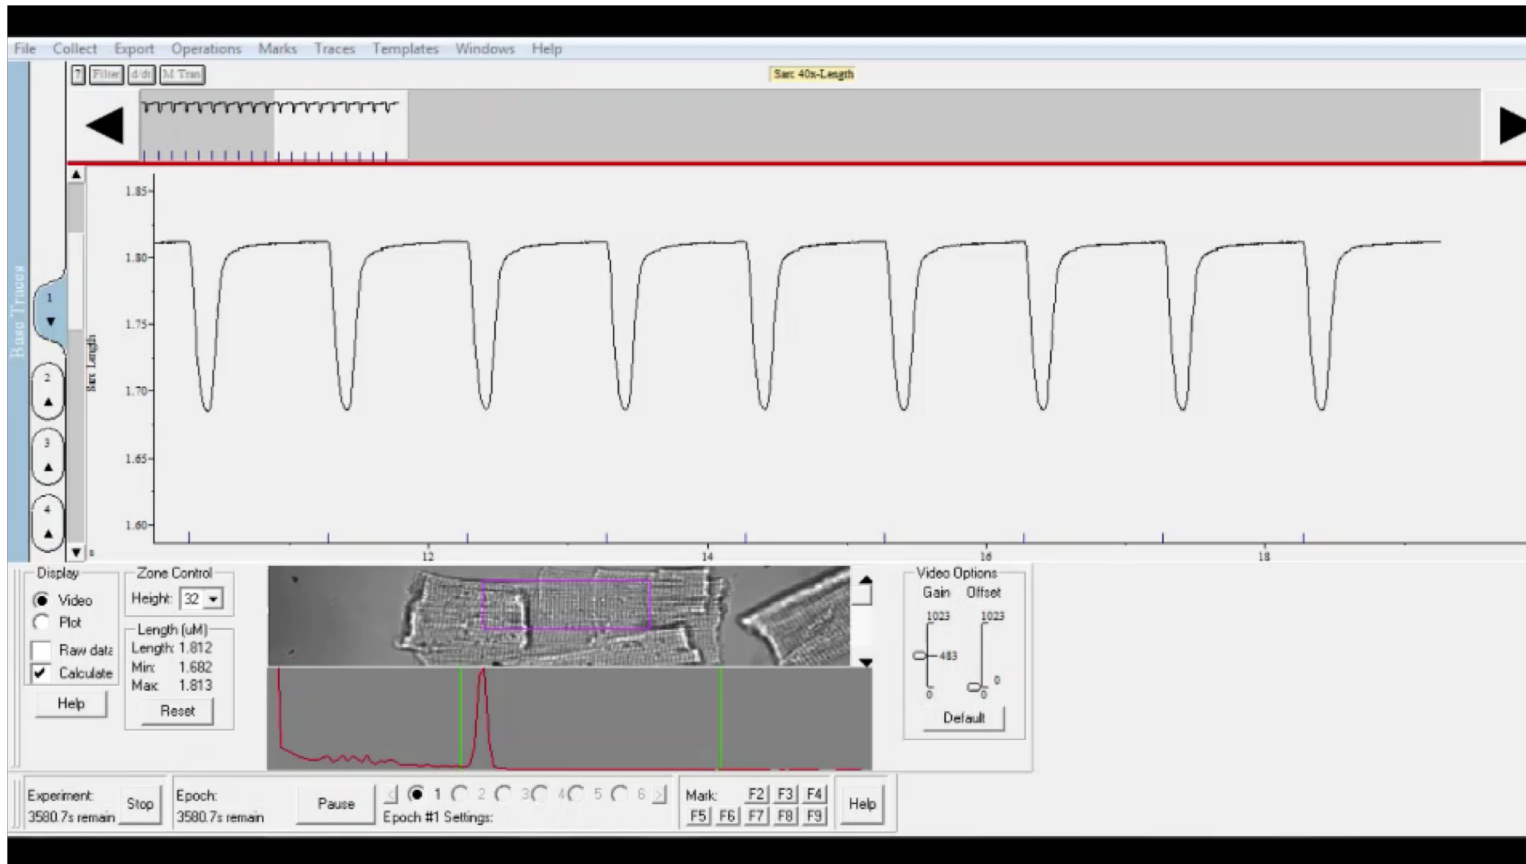 File Collect Export Operations Marks Traces Templates Windows Help
? Filter d/dt M Tran
Sarc 40x-Length
Base Traces
1
2
3
4
Sarc Length
1.85
1.80
1.75
1.70
1.65
1.60
s
12 14 16 18
Display
Video
Plot
Raw data
Calculate
Help
Zone Control
Height: 32
Length (uM)
Length: 1.812
Min: 1.682
Max: 1.813
Reset
Video Options
Gain Offset
1023 1023
483
0 0
Default
Experiment:
3580.7s remain
Stop
Epoch:
3580.7s remain
Pause
< 1 2 3 4 5 6 >
Epoch #1 Settings:
Mark: F2 F3 F4
F5 F6 F7 F8 F9
Help